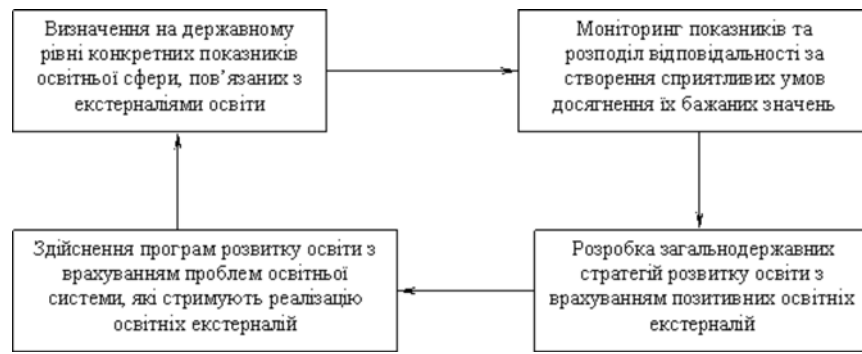 Визначення на державному
рівні конкретних показників
освітньої сфери, пов’язаних з
екстерналіями освіти
Моніторинг показників та
розподіл відповідальності за
створення сприятливих умов
досягнення їх бажаних значень
Здійснення програм розвитку освіти з
врахуванням проблем освітньої
системи, які стримують реалізацію
освітніх екстерналій
Розробка загальнодержавних
стратегій розвитку освіти з
врахуванням позитивних освітніх
екстерналій